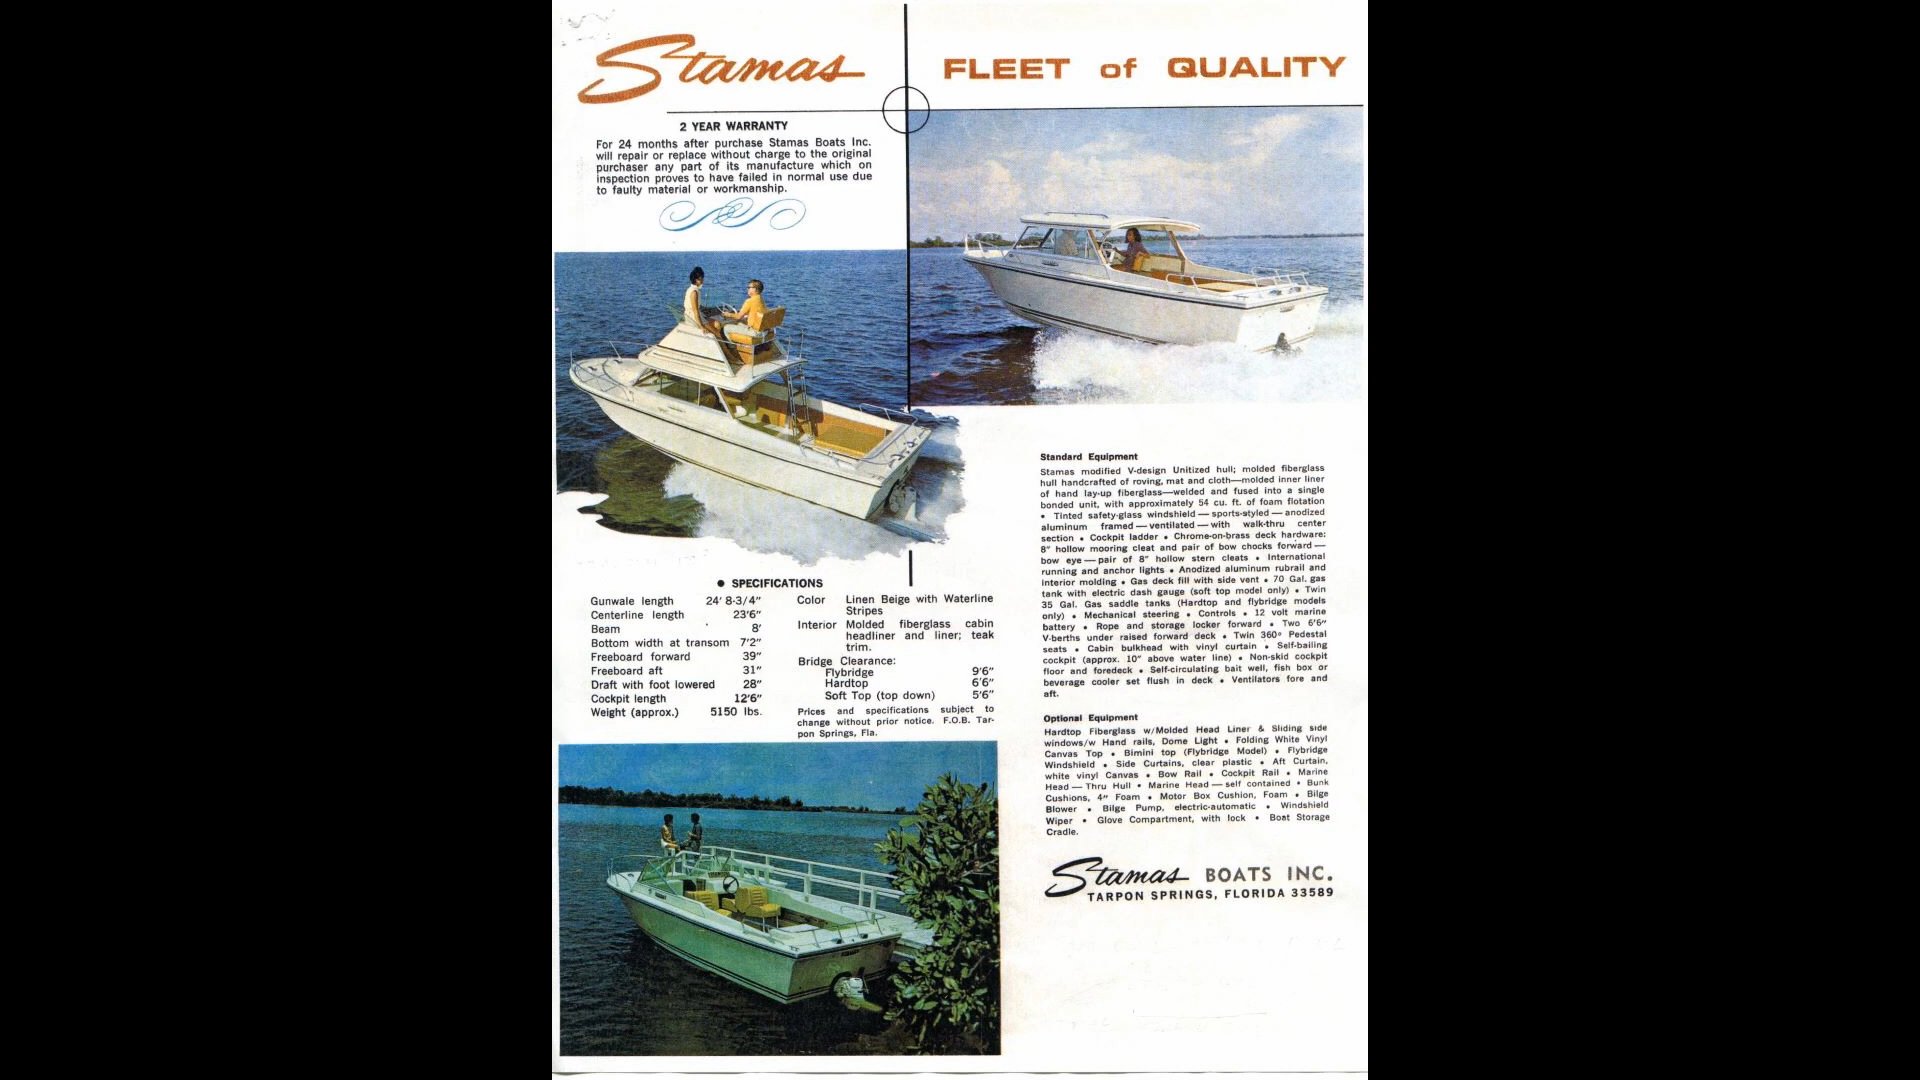 Stamas
FLEET of QUALITY
2 YEAR WARRANTY
For 24 months after purchase Stamas Boats Inc.
will repair or replace without charge to the original
purchaser any part of its manufacture which on
inspection proves to have failed in normal use due
to faulty material or workmanship.
• SPECIFICATIONS
Gunwale length 24' 8-3/4"
Centerline length 23'6"
Beam 8'
Bottom width at transom 7'2"
Freeboard forward 39"
Freeboard aft 31"
Draft with foot lowered 28"
Cockpit length 12'6"
Weight (approx.) 5150 lbs.
Color Linen Beige with Waterline
Stripes
Interior Molded fiberglass cabin
headliner and liner; teak
trim.
Bridge Clearance:
Flybridge 9'6"
Hardtop 6'6"
Soft Top (top down) 5'6"
Prices and specifications subject to
change without prior notice. F.O.B. Tar-
pon Springs, Fla.
Standard Equipment
Stamas modified V-design Unitized hull; molded fiberglass
hull handcrafted of roving, mat and cloth—molded inner liner
of hand lay-up fiberglass—welded and fused into a single
bonded unit, with approximately 54 cu. ft. of foam flotation
• Tinted safety-glass windshield — sports-styled — anodized
aluminum framed — ventilated — with walk-thru center
section • Cockpit ladder • Chrome-on-brass deck hardware:
8" hollow mooring cleat and pair of bow chocks forward —
bow eye — pair of 8" hollow stern cleats • International
running and anchor lights • Anodized aluminum rubrail and
interior molding • Gas deck fill with side vent • 70 Gal. gas
tank with electric dash gauge (soft top model only) • Twin
35 Gal. Gas saddle tanks (Hardtop and flybridge models
only) • Mechanical steering • Controls • 12 volt marine
battery • Rope and storage locker forward • Two 6'6"
V-berths under raised forward deck • Twin 360° Pedestal
seats • Cabin bulkhead with vinyl curtain • Self-bailing
cockpit (approx. 10" above water line) • Non-skid cockpit
floor and foredeck • Self-circulating bait well, fish box or
beverage cooler set flush in deck • Ventilators fore and
aft.
Optional Equipment
Hardtop Fiberglass w/Molded Head Liner & Sliding side
windows/w Hand rails, Dome Light • Folding White Vinyl
Canvas Top • Bimini top (Flybridge Model) • Flybridge
Windshield • Side Curtains, clear plastic • Aft Curtain,
white vinyl Canvas • Bow Rail • Cockpit Rail • Marine
Head — Thru Hull • Marine Head — self contained • Bunk
Cushions, 4" Foam • Motor Box Cushion, Foam • Bilge
Blower • Bilge Pump, electric-automatic • Windshield
Wiper • Glove Compartment, with lock • Boat Storage
Cradle.
Stamas BOATS INC.
TARPON SPRINGS, FLORIDA 33589